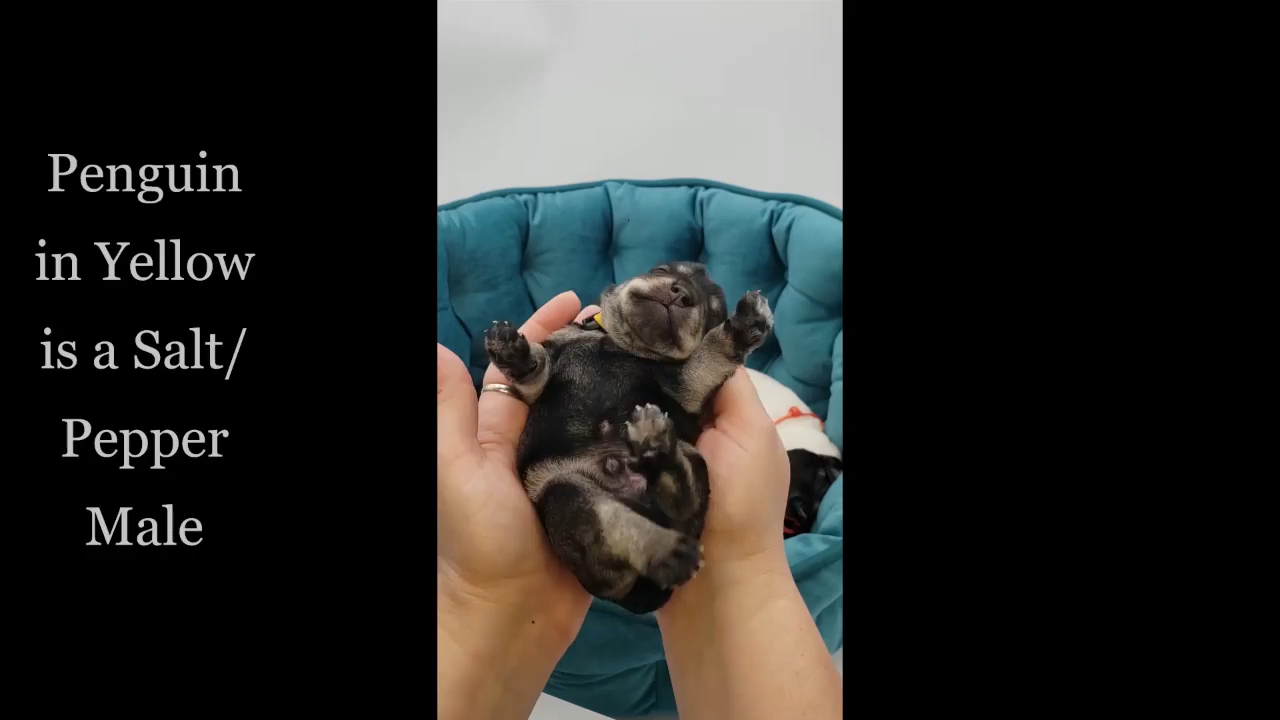 Penguin
in Yellow
is a Salt/
Pepper
Male